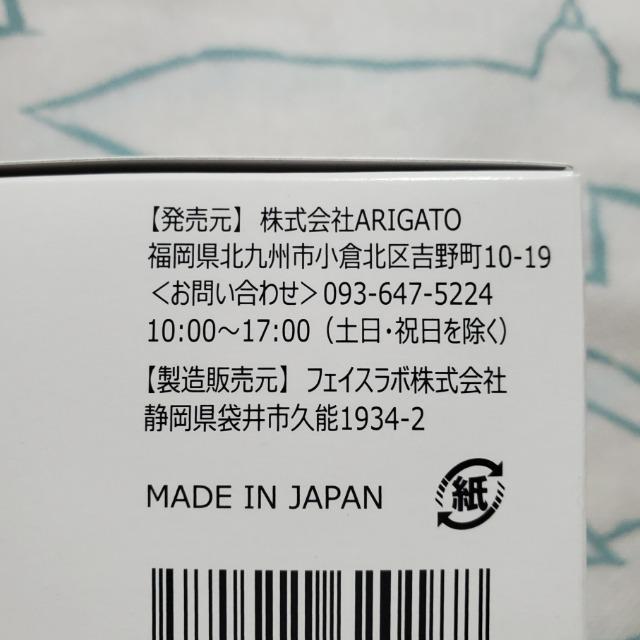 【発売元】株式会社ARIGATO
福岡県北九州市小倉北区吉野町10-19
＜お問い合わせ＞093-647-5224
10:00～17:00（土日・祝日を除く）
【製造販売元】フェイスラボ株式会社
静岡県袋井市久能1934-2
MADE IN JAPAN
紙